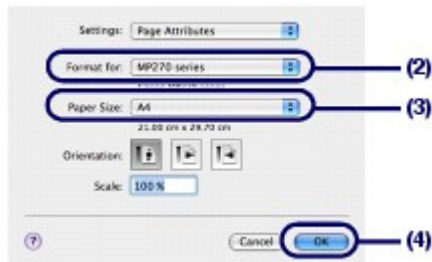 Settings: Page Attributes
Format for: MP270 series
(2)
Paper Size: A4
(3)
21.00 cm x 29.70 cm
Orientation:
Scale: 100 %
?
Cancel OK
(4)